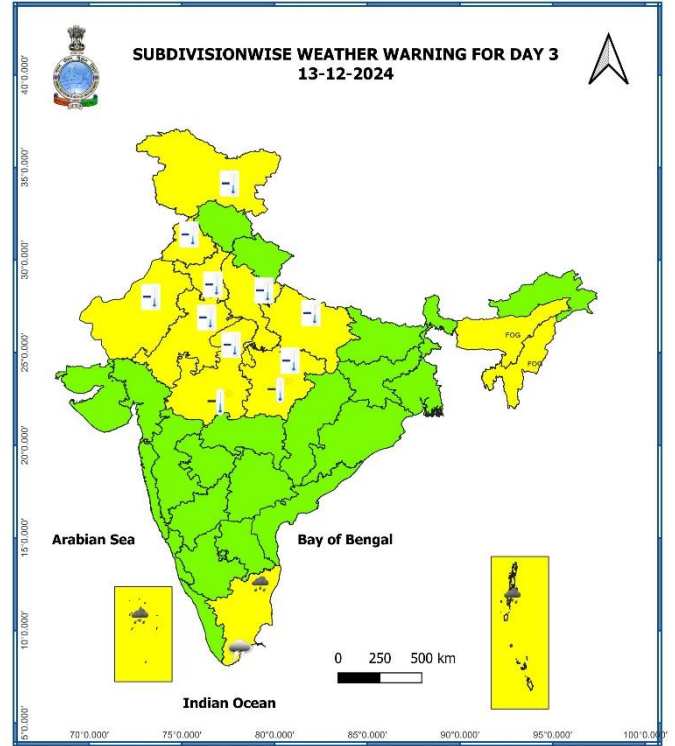 SUBDIVISIONWISE WEATHER WARNING FOR DAY 3
13-12-2024
40°0.000'
35°0.000'
30°0.000'
25°0.000'
20°0.000'
15°0.000'
10°0.000'
5°0.000'
FOG
FOG
Arabian Sea
Bay of Bengal
0 250 500 km
Indian Ocean
70°0.000' 75°0.000' 80°0.000' 85°0.000' 90°0.000' 95°0.000' 100°0.000'